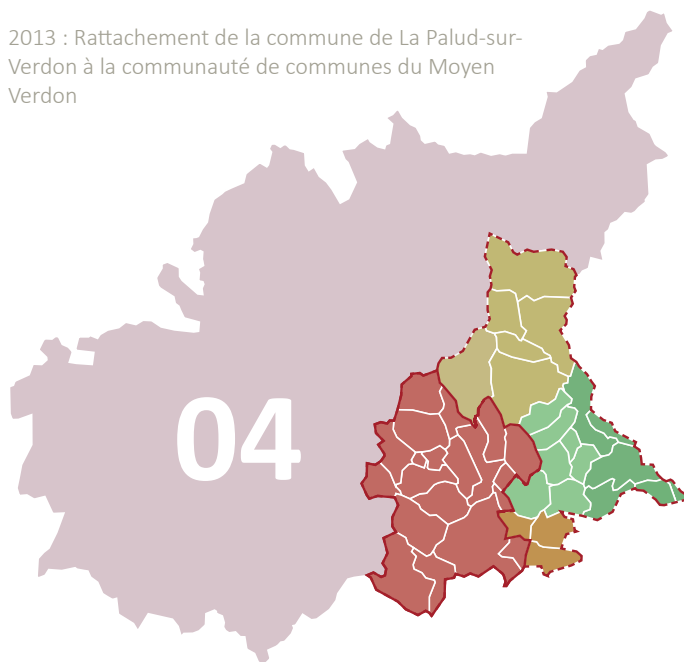 2013 : Rattachement de la commune de La Palud-sur-
Verdon à la communauté de communes du Moyen
Verdon
04